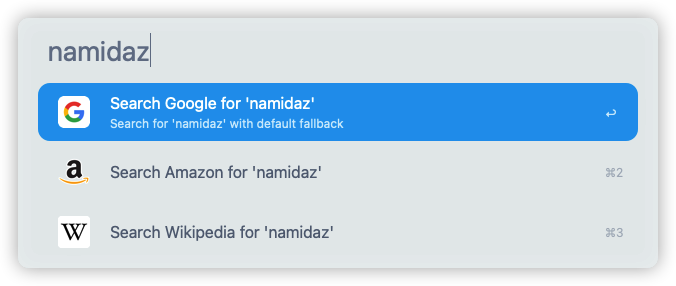 namidaz
Search Google for 'namidaz'
Search for 'namidaz' with default fallback
↩
Search Amazon for 'namidaz'
⌘2
Search Wikipedia for 'namidaz'
⌘3